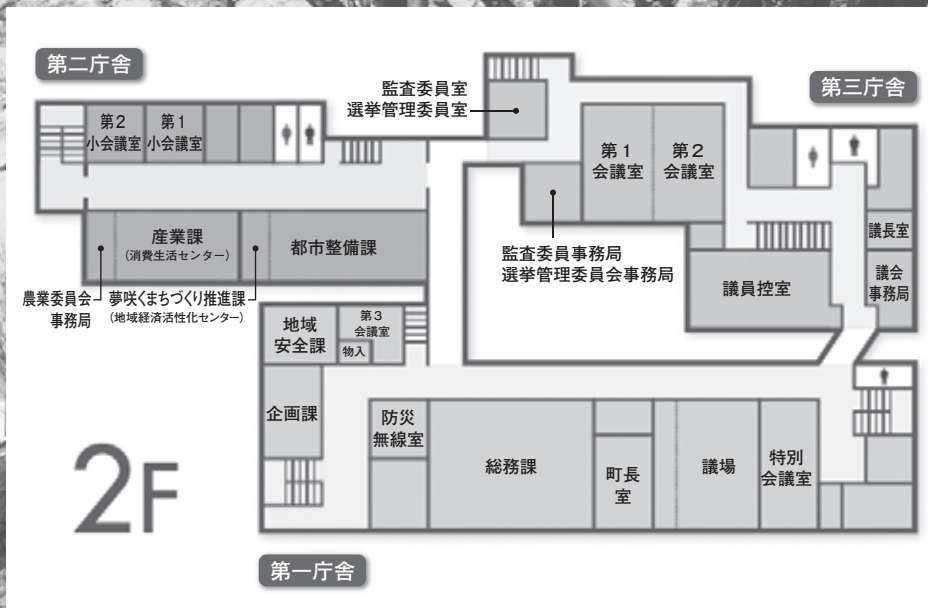 第二庁舎
監査委員室
選挙管理委員室
第三庁舎
第2
小会議室
第1
小会議室
第1
会議室
第2
会議室
産業課
(消費生活センター)
都市整備課
監査委員事務局
選挙管理委員会事務局
議長室
議員控室
議会
事務局
農業委員会
事務局
夢咲くまちづくり推進課
(地域経済活性化センター)
地域
安全課
第3
会議室
物入
企画課
防災
無線室
総務課
町長
室
議場
特別
会議室
2F
第一庁舎